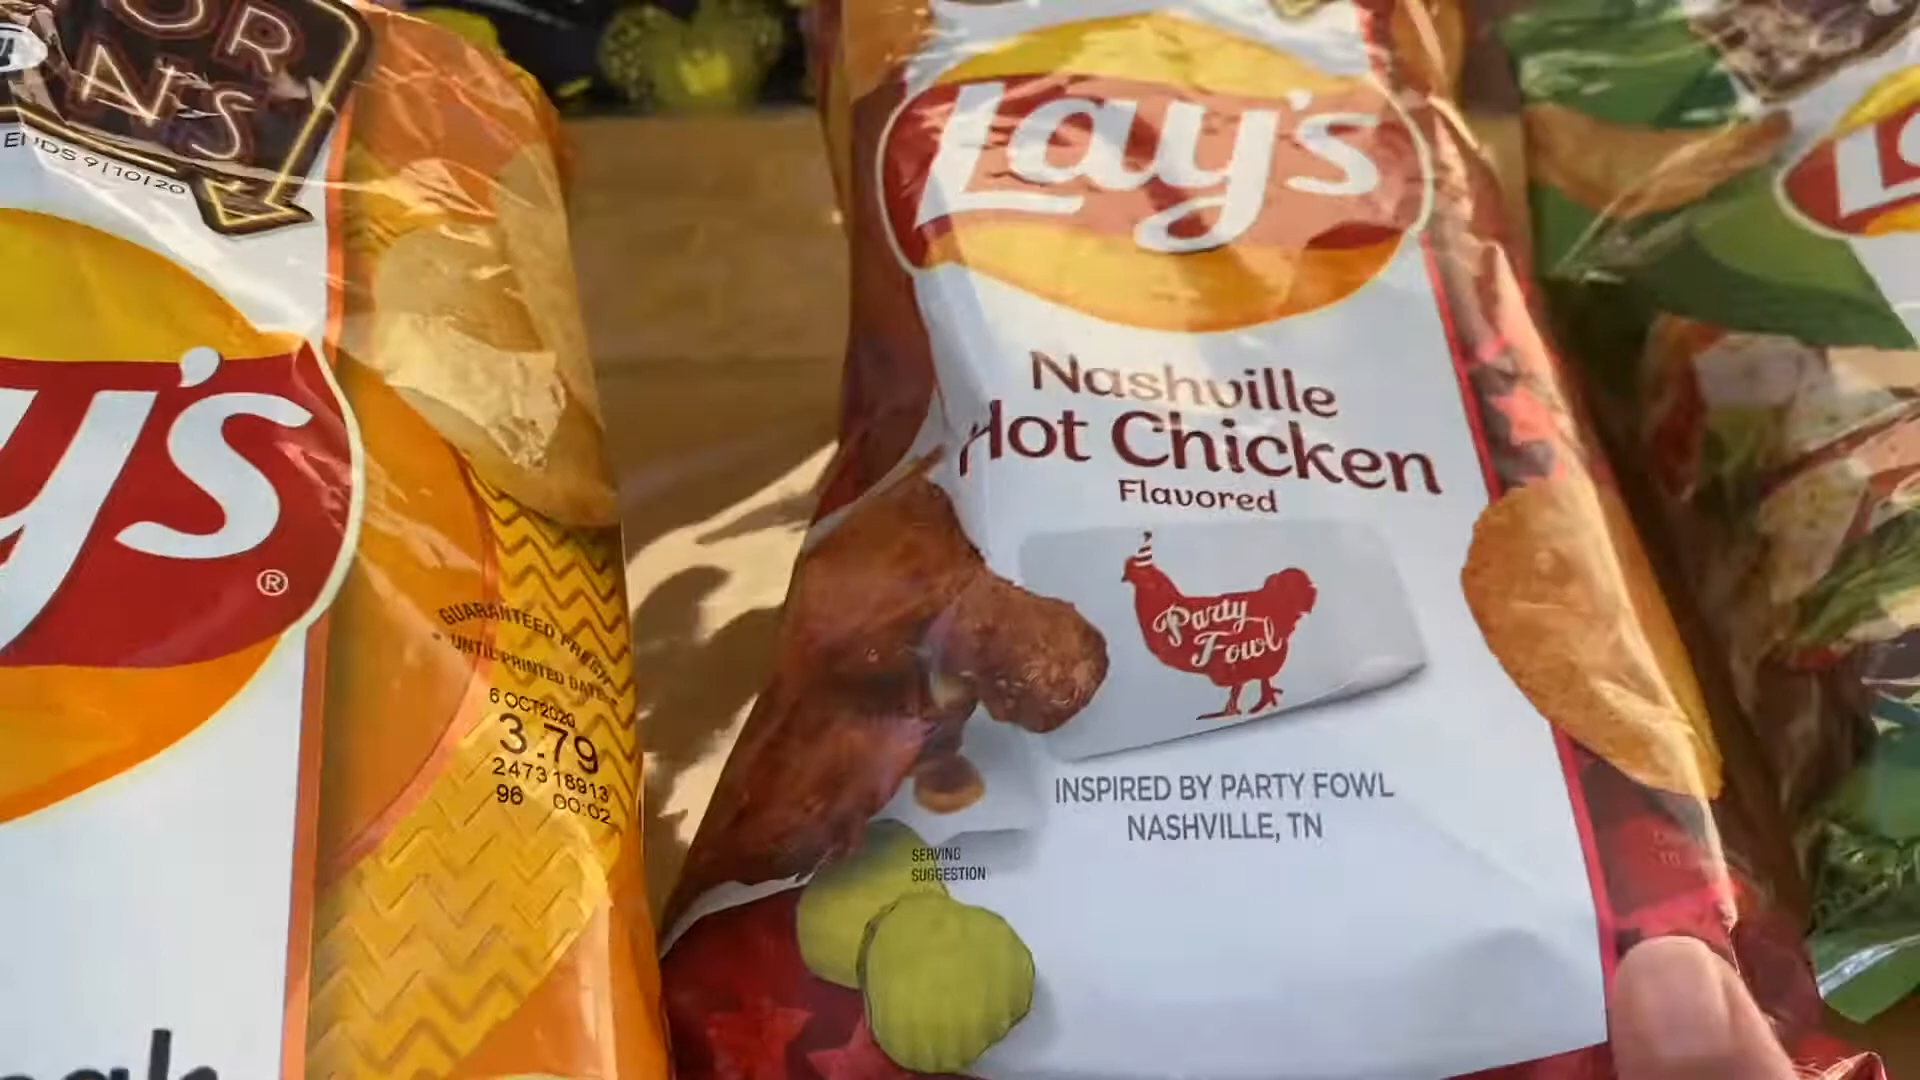 ENDS 9|10|20
y's
®
GUARANTEED FRESH
UNTIL PRINTED DATE
6 OCT2020
3.79
247318913
96 00:02
Lay's
Nashville
Hot Chicken
Flavored
Party
Fowl
INSPIRED BY PARTY FOWL
NASHVILLE, TN
SERVING
SUGGESTION